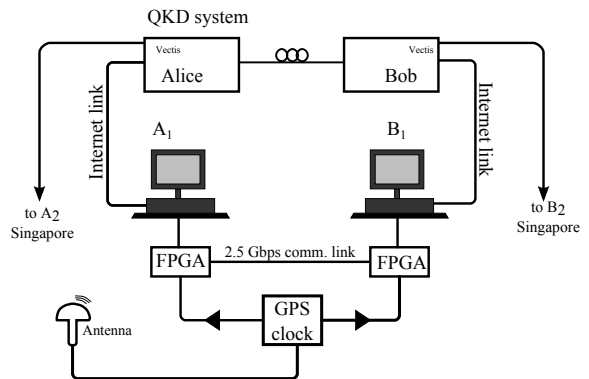 QKD system
Vectis
Alice
Vectis
Bob
Internet link
Internet link
A1
B1
to A2
Singapore
to B2
Singapore
FPGA
2.5 Gbps comm. link
FPGA
GPS
clock
Antenna